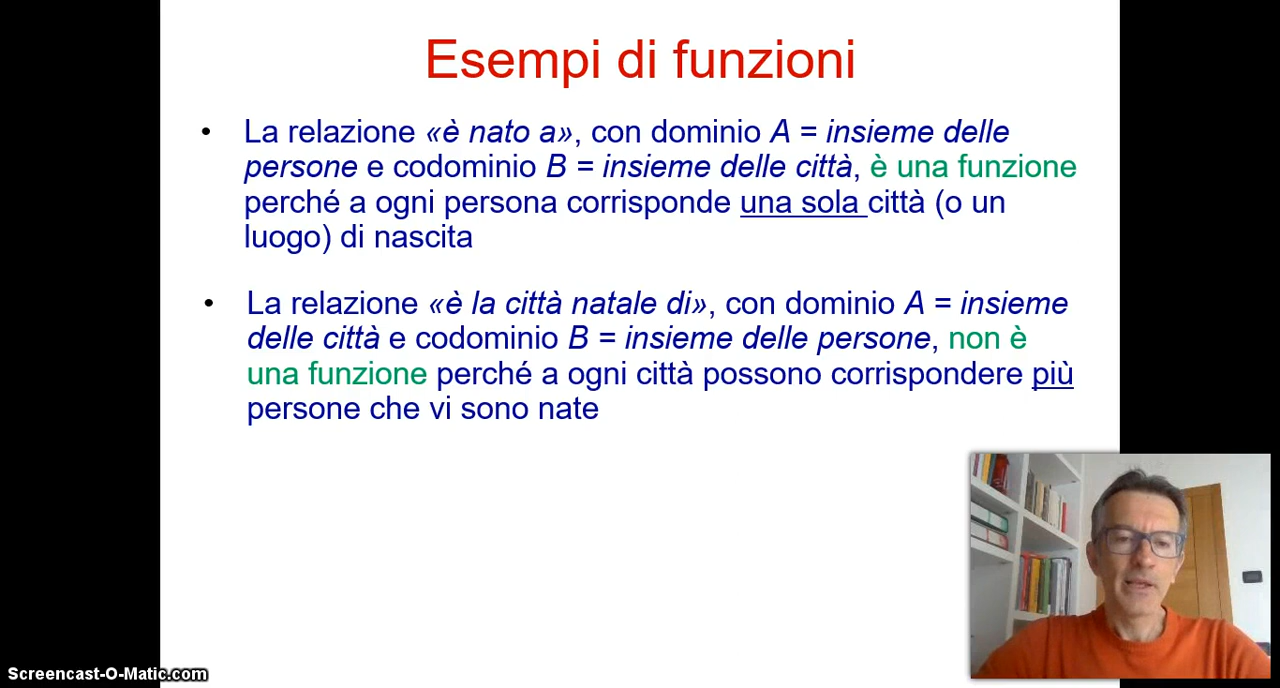 Esempi di funzioni
• La relazione «è nato a», con dominio A = insieme delle
persone e codominio B = insieme delle città, è una funzione
perché a ogni persona corrisponde una sola città (o un
luogo) di nascita
• La relazione «è la città natale di», con dominio A = insieme
delle città e codominio B = insieme delle persone, non è
una funzione perché a ogni città possono corrispondere più
persone che vi sono nate
Screencast-O-Matic.com